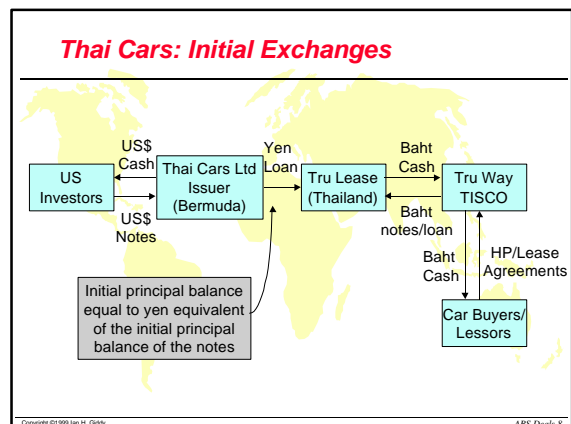 Thai Cars: Initial Exchanges
US$
Cash
Yen
Loan
Baht
Cash
US
Investors
Thai Cars Ltd
Issuer
(Bermuda)
Tru Lease
(Thailand)
Tru Way
TISCO
US$
Notes
Baht
notes/loan
Baht
Cash
HP/Lease
Agreements
Initial principal balance
equal to yen equivalent
of the initial principal
balance of the notes
Car Buyers/
Lessors
Copyright ©1999 Ian H. Giddy
ABS Deals 8